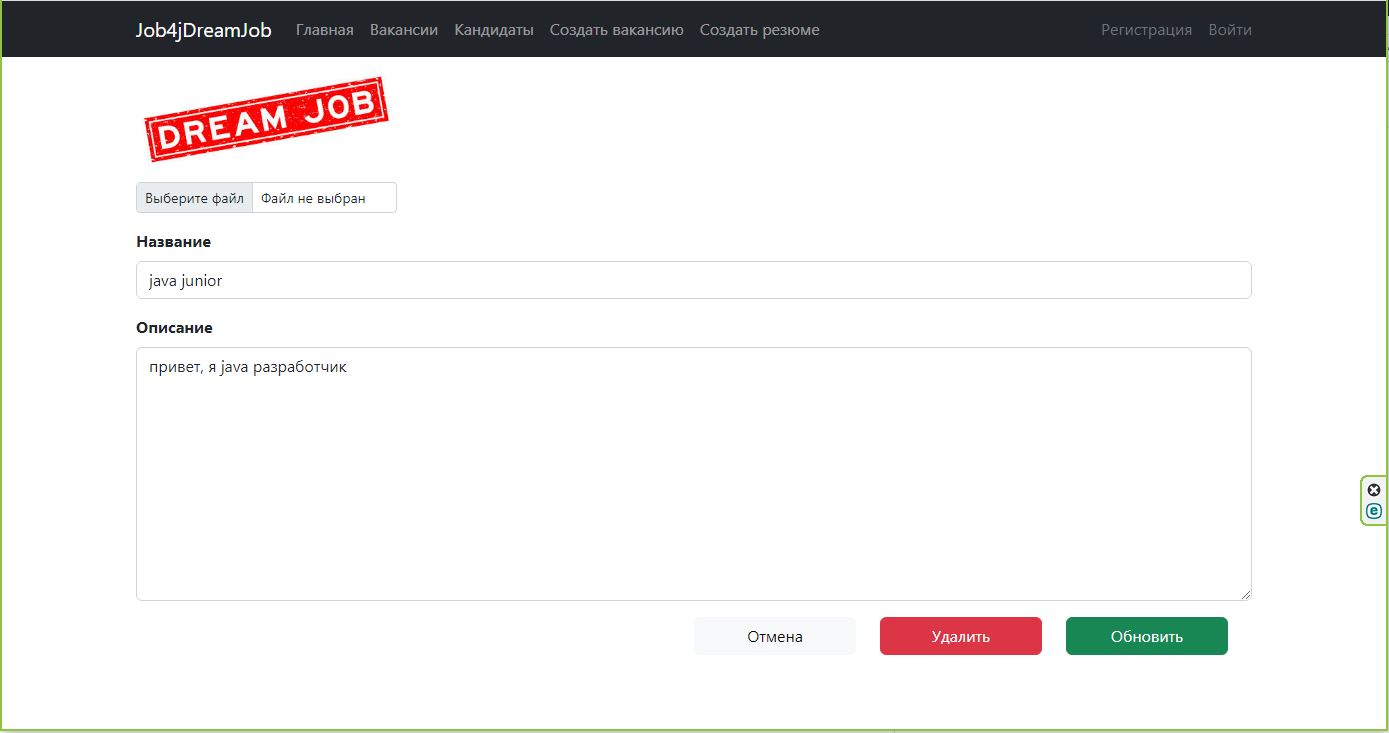 Job4jDreamJob Главная Вакансии Кандидаты Создать вакансию Создать резюме Регистрация Войти
DREAM JOB
Выберите файл Файл не выбран
Название
java junior
Описание
привет, я java разработчик
e
Отмена Удалить Обновить